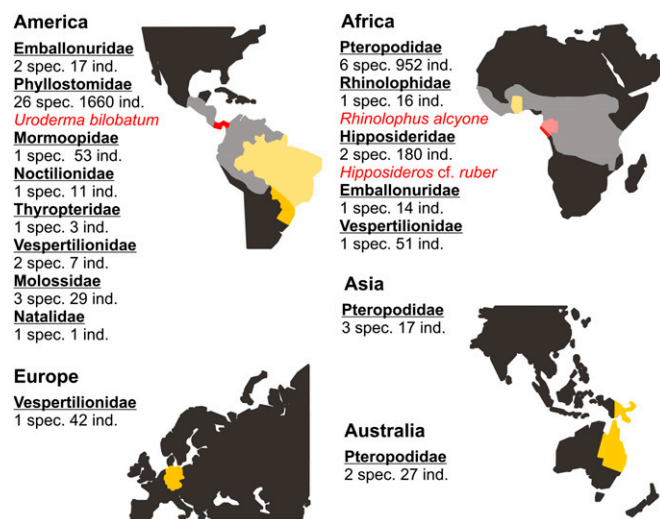 America
Emballonuridae
2 spec. 17 ind.
Phyllostomidae
26 spec. 1660 ind.
Uroderma bilobatum
Mormoopidae
1 spec. 53 ind.
Noctilionidae
1 spec. 11 ind.
Thyropteridae
1 spec. 3 ind.
Vespertilionidae
2 spec. 7 ind.
Molossidae
3 spec. 29 ind.
Natalidae
1 spec. 1 ind.
Europe
Vespertilionidae
1 spec. 42 ind.
Africa
Pteropodidae
6 spec. 952 ind.
Rhinolophidae
1 spec. 16 ind.
Rhinolophus alcyone
Hipposideridae
2 spec. 180 ind.
Hipposideros cf. ruber
Emballonuridae
1 spec. 14 ind.
Vespertilionidae
1 spec. 51 ind.
Asia
Pteropodidae
3 spec. 17 ind.
Australia
Pteropodidae
2 spec. 27 ind.